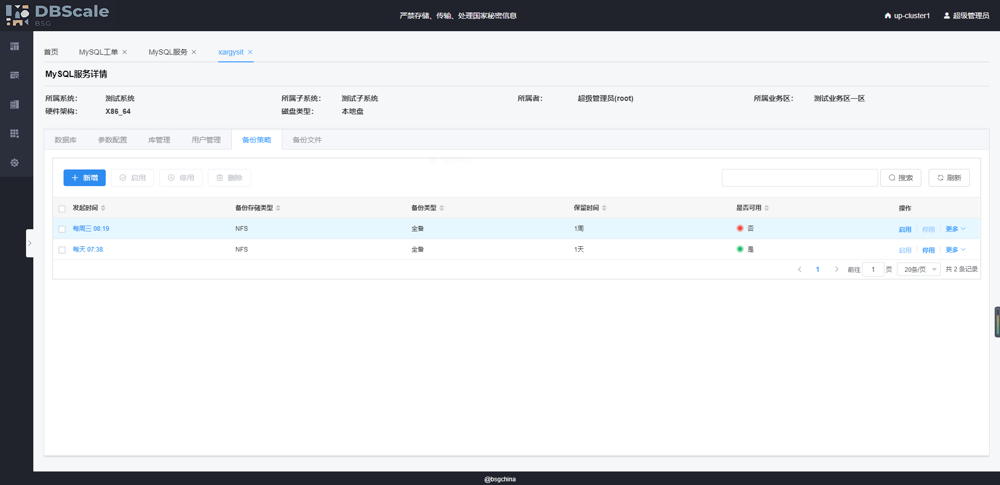 DBScale
BSG
严禁存储、传输、处理国家秘密信息
up-cluster1
超级管理员
首页
MySQL工单
MySQL服务
xargysit
MySQL服务详情
所属系统： 测试系统
所属子系统： 测试子系统
所属者： 超级管理员(root)
所属业务区： 测试业务区一区
硬件架构： X86_64
磁盘类型： 本地盘
数据库 参数配置 库管理 用户管理 备份策略 备份文件
新增 启用 停用 删除 搜索 刷新
发起时间 备份存储类型 备份类型 保留时间 是否可用 操作
每周三 08:19 NFS 全备 1周 否 启用 停用 更多
每天 07:38 NFS 全备 1天 是 启用 停用 更多
1 前往 1 页 20条/页 共 2 条记录
@bsgchina